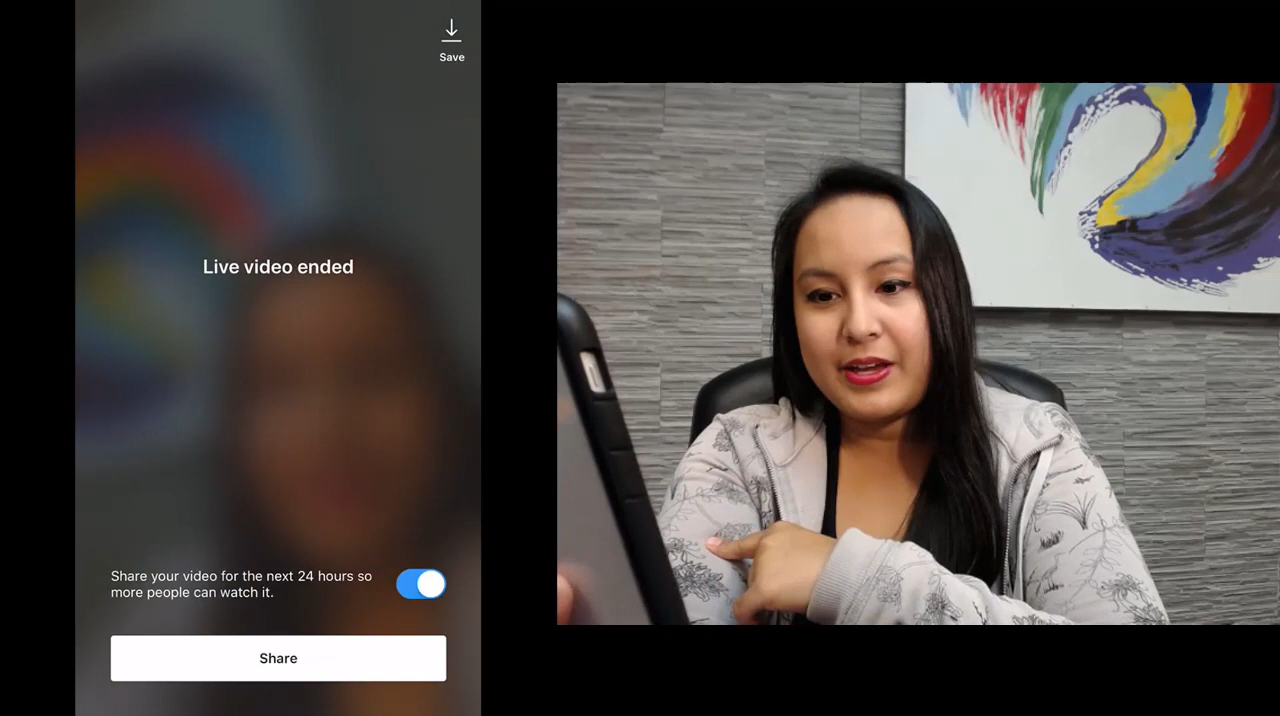 Save
Live video ended
Share your video for the next 24 hours so
more people can watch it.
Share